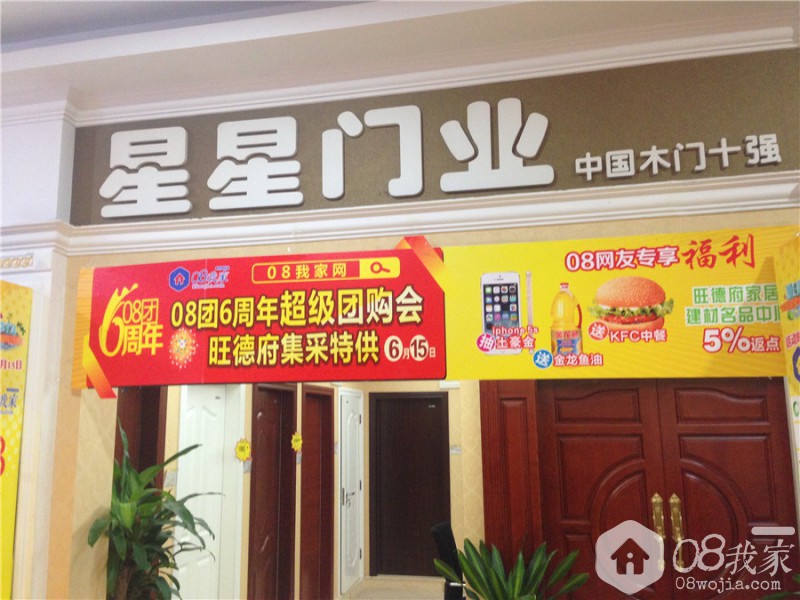 星星门业
中国木门十强
08我家
08我家网
08团
6周年
08团6周年超级团购会
旺德府集采特供 6月15日
08网友专享福利
Iphone 5s
抽土豪金
送金龙鱼油
送KFC中餐
旺德府家居
建材名品中心
5%返点
08我家
08wojia.com